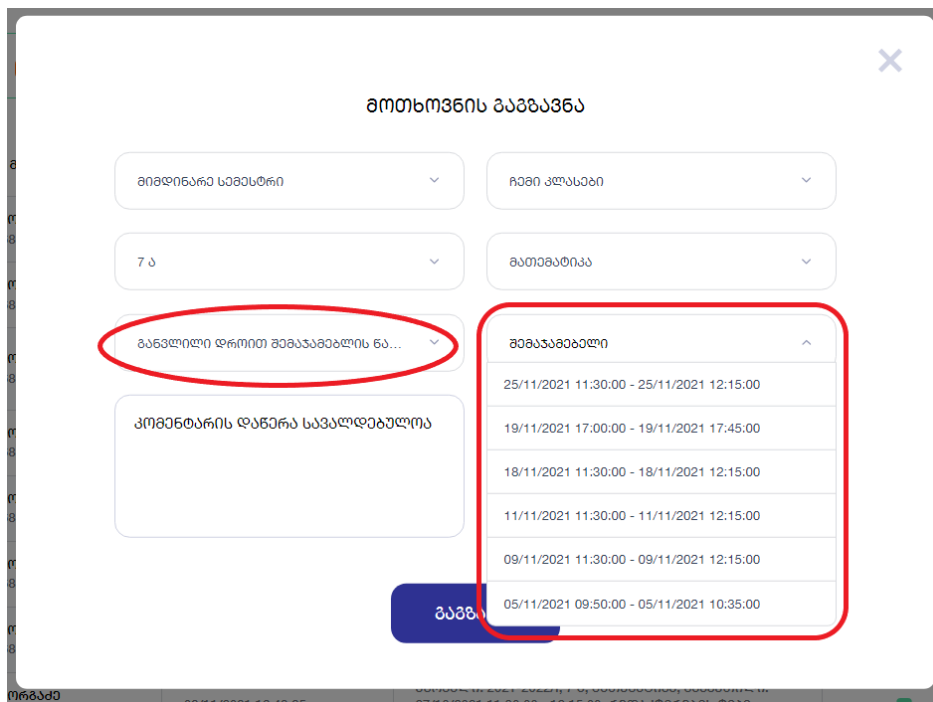 მოთხოვნის გაგზავნა
მიმდინარე სემესტრი
ჩემი კლასები
7 ა
მათემატიკა
განვლილი დროით შემაჯამებლის ნა...
შემაჯამებელი
25/11/2021 11:30:00 - 25/11/2021 12:15:00
19/11/2021 17:00:00 - 19/11/2021 17:45:00
18/11/2021 11:30:00 - 18/11/2021 12:15:00
11/11/2021 11:30:00 - 11/11/2021 12:15:00
09/11/2021 11:30:00 - 09/11/2021 12:15:00
05/11/2021 09:50:00 - 05/11/2021 10:35:00
კომენტარის დაწერა სავალდებულოა